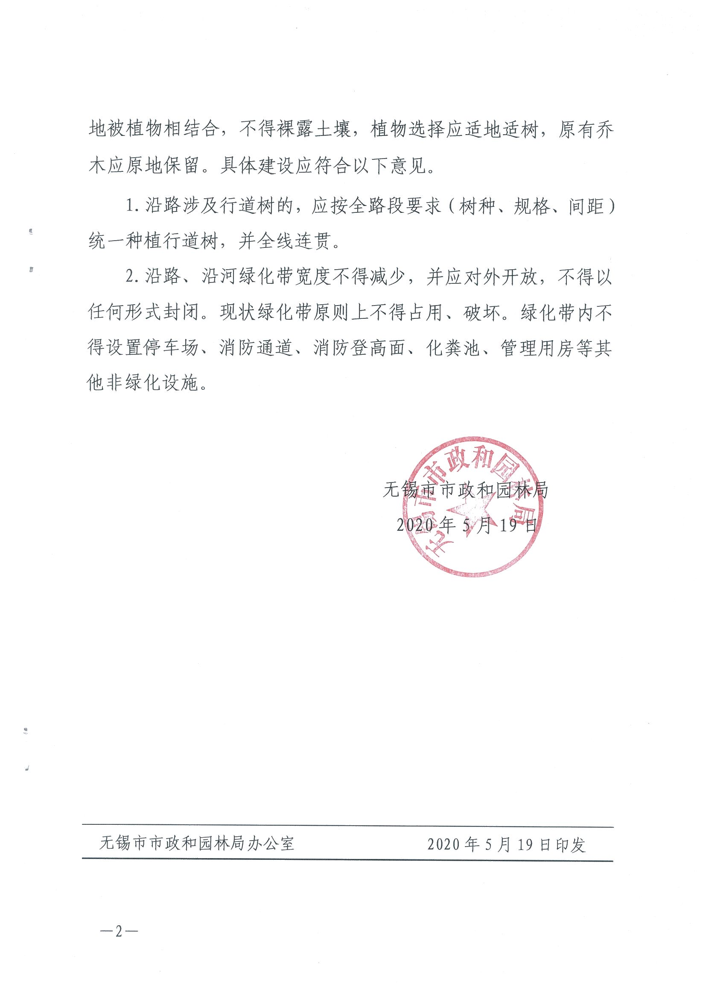 地被植物相结合，不得裸露土壤，植物选择应适地适树，原有乔
木应原地保留。具体建设应符合以下意见。
1.沿路涉及行道树的，应按全路段要求（树种、规格、间距）
统一种植行道树，并全线连贯。
2.沿路、沿河绿化带宽度不得减少，并应对外开放，不得以
任何形式封闭。现状绿化带原则上不得占用、破坏。绿化带内不
得设置停车场、消防通道、消防登高面、化粪池、管理用房等其
他非绿化设施。
无锡市市政和园林局
无锡市市政和园林局
2020年5月19日
无锡市市政和园林局办公室 2020年5月19日印发
—2—